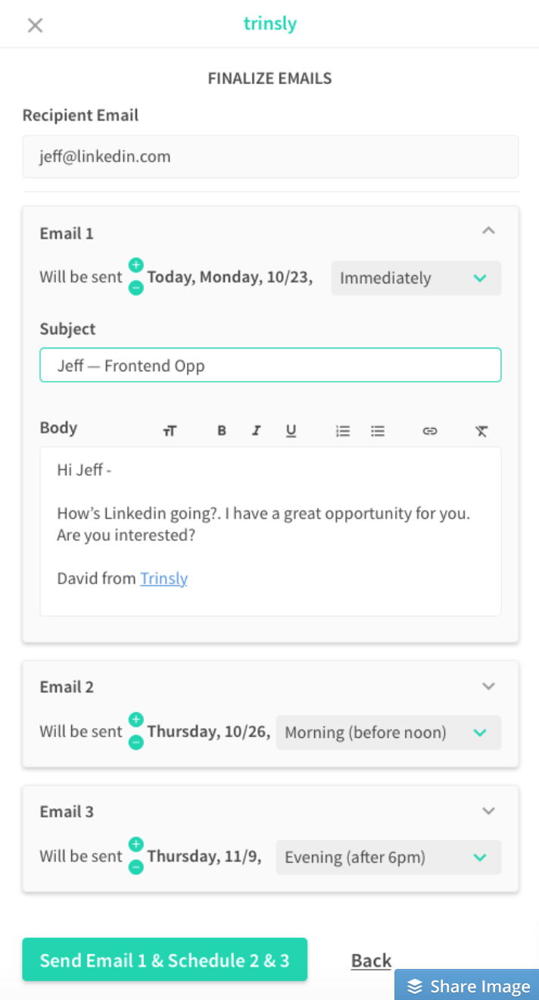 trinsly
FINALIZE EMAILS
Recipient Email
jeff@linkedin.com
Email 1
Will be sent Today, Monday, 10/23, Immediately
Subject
Jeff — Frontend Opp
Body TT B I U
Hi Jeff -
How’s Linkedin going?. I have a great opportunity for you.
Are you interested?
David from Trinsly
Email 2
Will be sent Thursday, 10/26, Morning (before noon)
Email 3
Will be sent Thursday, 11/9, Evening (after 6pm)
Send Email 1 & Schedule 2 & 3 Back
Share Image